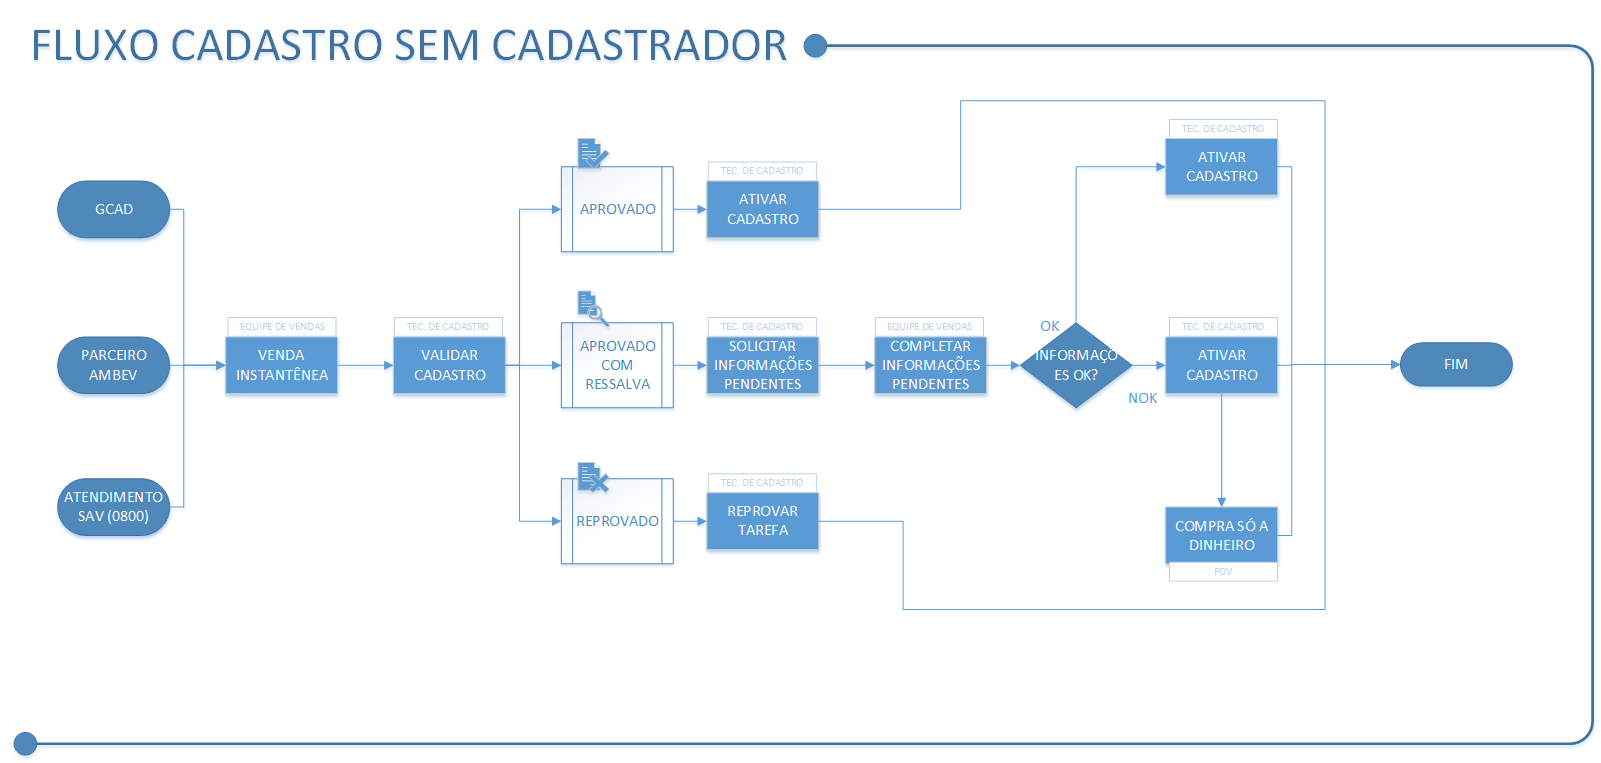 FLUXO CADASTRO SEM CADASTRADOR
GCAD
PARCEIRO
AMBEV
ATENDIMENTO
SAV (0800)
EQUIPE DE VENDAS
VENDA
INSTANTÊNEA
TEC. DE CADASTRO
VALIDAR
CADASTRO
APROVADO
TEC. DE CADASTRO
ATIVAR
CADASTRO
APROVADO
COM
RESSALVA
TEC. DE CADASTRO
SOLICITAR
INFORMAÇÕES
PENDENTES
EQUIPE DE VENDAS
COMPLETAR
INFORMAÇÕES
PENDENTES
REPROVADO
TEC. DE CADASTRO
REPROVAR
TAREFA
INFORMAÇÕ
ES OK?
OK
NOK
TEC. DE CADASTRO
ATIVAR
CADASTRO
TEC. DE CADASTRO
ATIVAR
CADASTRO
COMPRA SÓ A
DINHEIRO
FDV
FIM